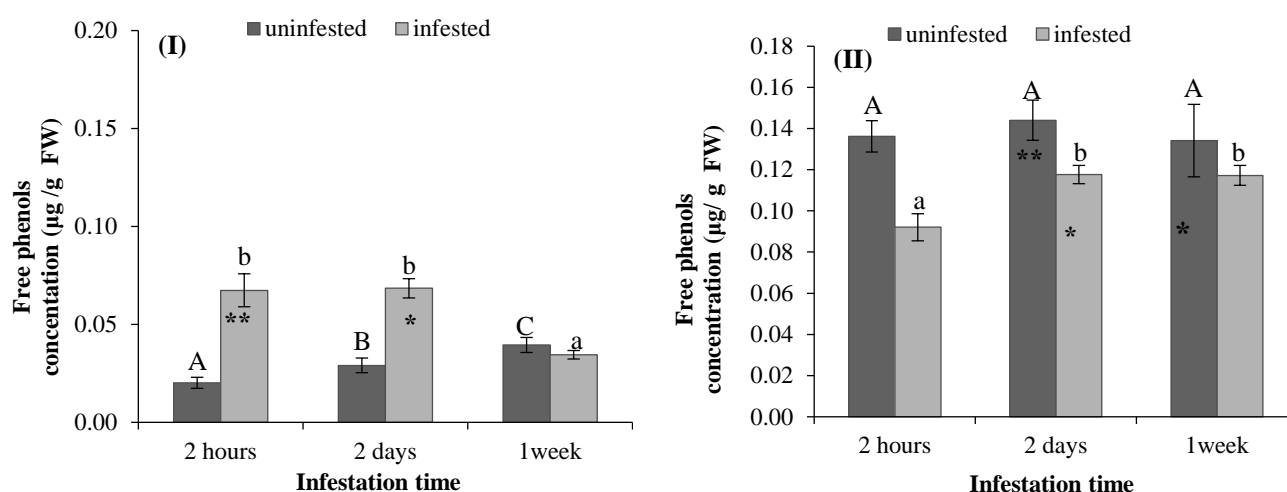 (I)
uninfested infested
Free phenols
concentation (µg /g FW)
0.20
0.15
0.10
0.05
0.00
A
b
**
B
b
*
C
a
2 hours 2 days 1week
Infestation time
(II)
uninfested infested
Free phenols
concentration (µg/ g FW)
0.18
0.16
0.14
0.12
0.10
0.08
0.06
0.04
0.02
0.00
A
a
A
**
b
*
A
*
b
2 hours 2 days 1week
Infestation time